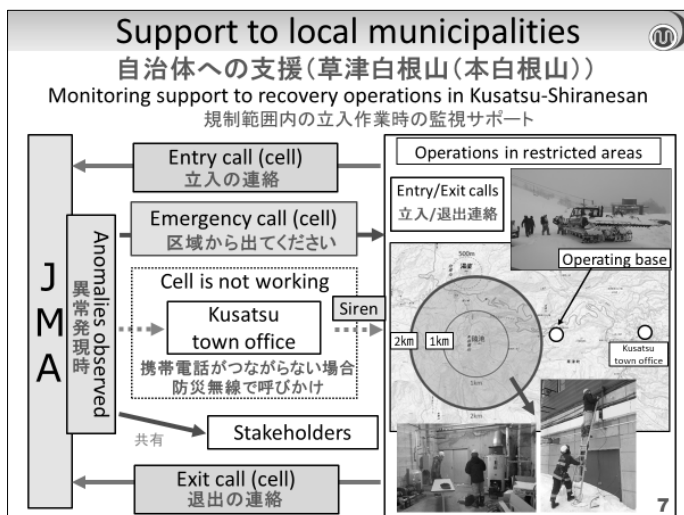 Support to local municipalities
自治体への支援(草津白根山(本白根山))
Monitoring support to recovery operations in Kusatsu-Shiranesan
規制範囲内の立入作業時の監視サポート
JMA
Entry call (cell)
立入の連絡
Anomalies observed
異常発現時
Emergency call (cell)
区域から出てください
Cell is not working
Kusatsu
town office
Siren
携帯電話がつながらない場合
防災無線で呼びかけ
共有
Stakeholders
Exit call (cell)
退出の連絡
Operations in restricted areas
Entry/Exit calls
立入/退出連絡
Operating base
500m
2km
1km
Kusatsu
town office
1km
2km
7